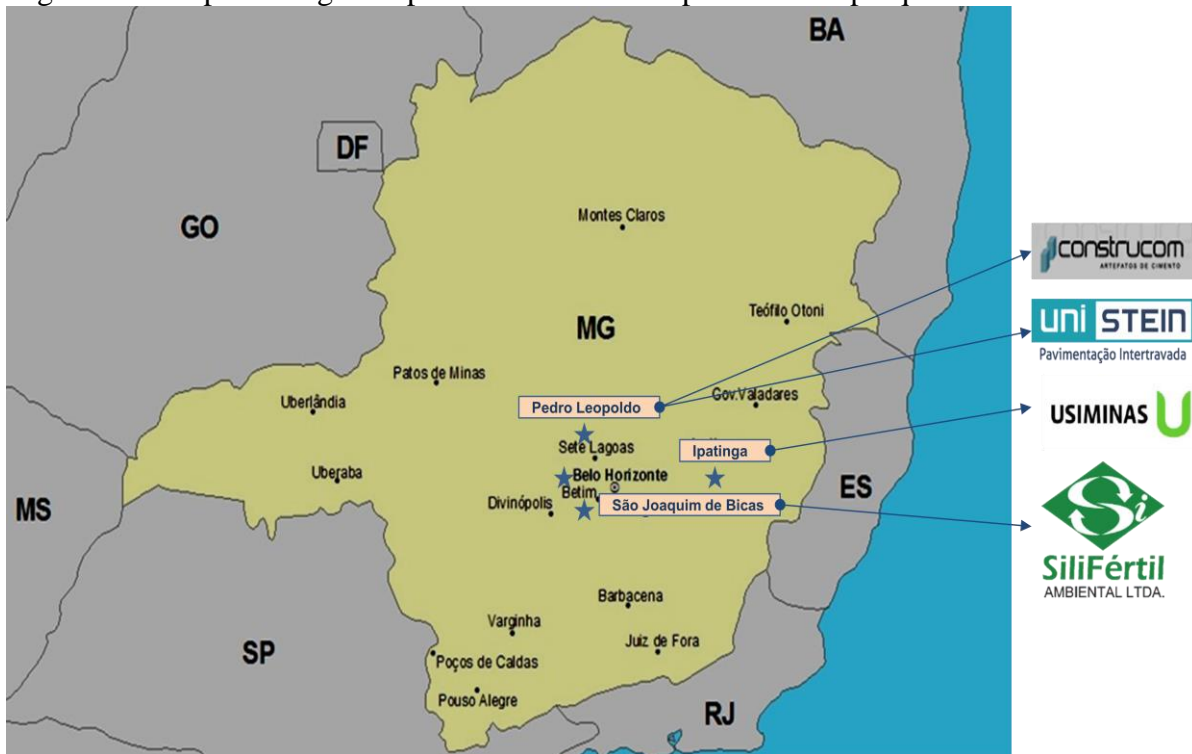 BA
DF
GO
Montes Claros
Teófilo Otoni
MG
Patos de Minas
Uberlândia
Gov.Valadares
Pedro Leopoldo
Sete Lagoas
Ipatinga
Uberaba
Belo Horizonte
Betim
MS
Divinópolis
São Joaquim de Bicas
ES
Barbacena
Varginha
Juiz de Fora
SP
Poços de Caldas
Pouso Alegre
RJ
construcom
ARTEFATOS DE CIMENTO
uni STEIN
Pavimentação Intertravada
USIMINAS U
Si
SiliFértil
AMBIENTAL LTDA.